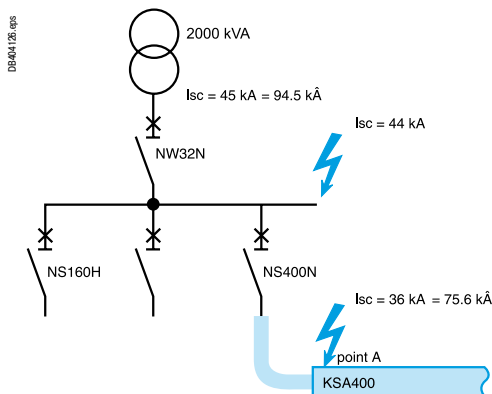 DB404126.eps
2000 kVA
Isc = 45 kA = 94.5 kÂ
Isc = 44 kA
NW32N
NS160H
NS400N
Isc = 36 kA = 75.6 kÂ
point A
KSA400